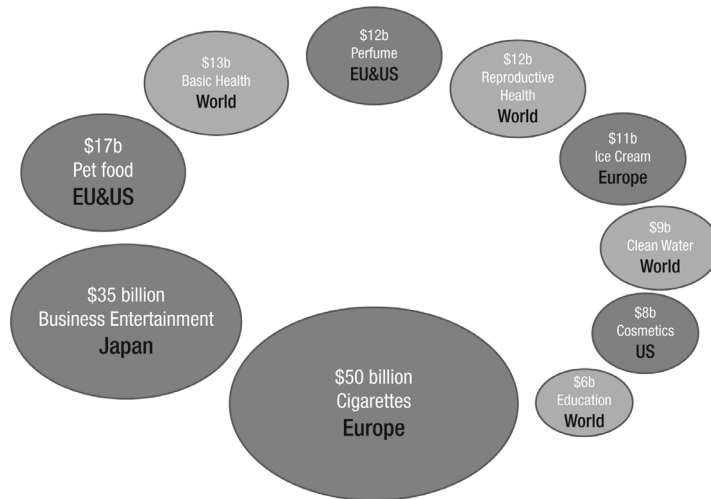 $12b
Perfume
EU&US
$12b
Reproductive
Health
World
$11b
Ice Cream
Europe
$9b
Clean Water
World
$8b
Cosmetics
US
$6b
Education
World
$50 billion
Cigarettes
Europe
$35 billion
Business Entertainment
Japan
$17b
Pet food
EU&US
$13b
Basic Health
World